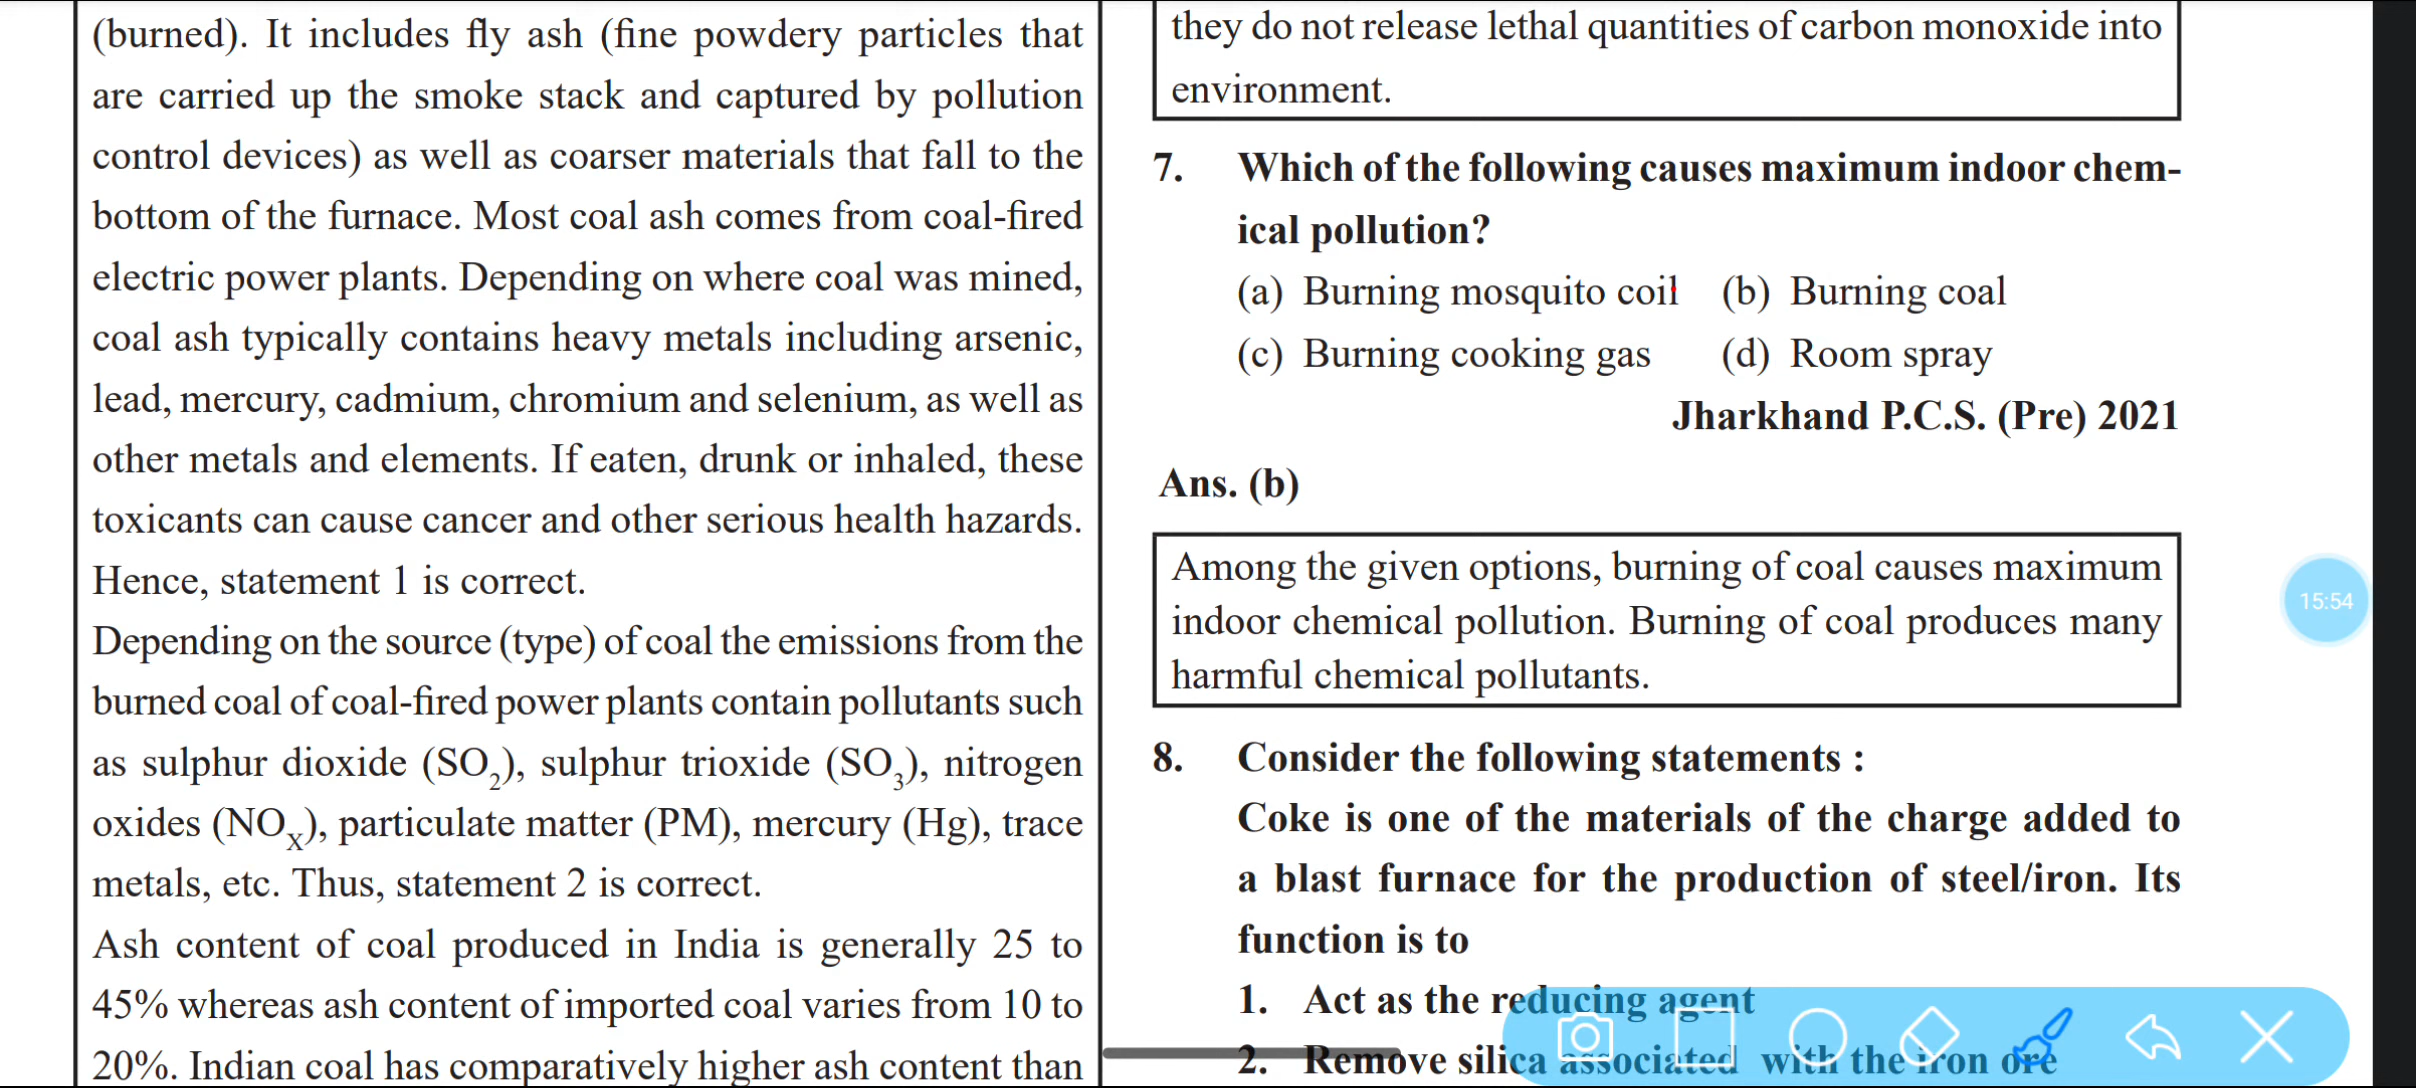 (burned). It includes fly ash (fine powdery particles that
are carried up the smoke stack and captured by pollution
control devices) as well as coarser materials that fall to the
bottom of the furnace. Most coal ash comes from coal-fired
electric power plants. Depending on where coal was mined,
coal ash typically contains heavy metals including arsenic,
lead, mercury, cadmium, chromium and selenium, as well as
other metals and elements. If eaten, drunk or inhaled, these
toxicants can cause cancer and other serious health hazards.
Hence, statement 1 is correct.
Depending on the source (type) of coal the emissions from the
burned coal of coal-fired power plants contain pollutants such
as sulphur dioxide (SO₂), sulphur trioxide (SO₃), nitrogen
oxides (NOₓ), particulate matter (PM), mercury (Hg), trace
metals, etc. Thus, statement 2 is correct.
Ash content of coal produced in India is generally 25 to
45% whereas ash content of imported coal varies from 10 to
20%. Indian coal has comparatively higher ash content than
they do not release lethal quantities of carbon monoxide into
environment.
7. Which of the following causes maximum indoor chem-
ical pollution?
(a) Burning mosquito coil (b) Burning coal
(c) Burning cooking gas (d) Room spray
Jharkhand P.C.S. (Pre) 2021
Ans. (b)
Among the given options, burning of coal causes maximum
indoor chemical pollution. Burning of coal produces many
harmful chemical pollutants.
8. Consider the following statements :
Coke is one of the materials of the charge added to
a blast furnace for the production of steel/iron. Its
function is to
1. Act as the reducing agent
2. Remove silica associated with the iron ore
15:54